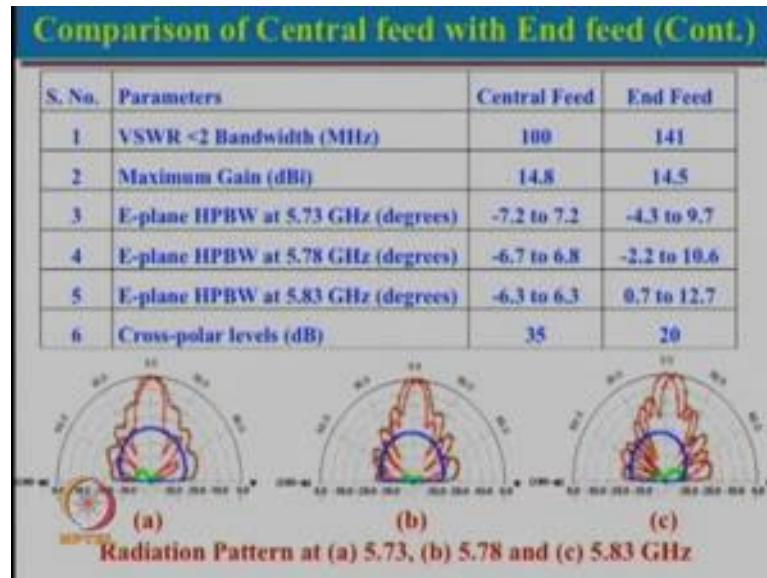 Comparison of Central feed with End feed (Cont.)
S. No. Parameters Central Feed End Feed
1 VSWR <2 Bandwidth (MHz) 100 141
2 Maximum Gain (dBi) 14.8 14.5
3 E-plane HPBW at 5.73 GHz (degrees) -7.2 to 7.2 -4.3 to 9.7
4 E-plane HPBW at 5.78 GHz (degrees) -6.7 to 6.8 -2.2 to 10.6
5 E-plane HPBW at 5.83 GHz (degrees) -6.3 to 6.3 0.7 to 12.7
6 Cross-polar levels (dB) 35 20
(a) (b) (c)
NPTEL
Radiation Pattern at (a) 5.73, (b) 5.78 and (c) 5.83 GHz